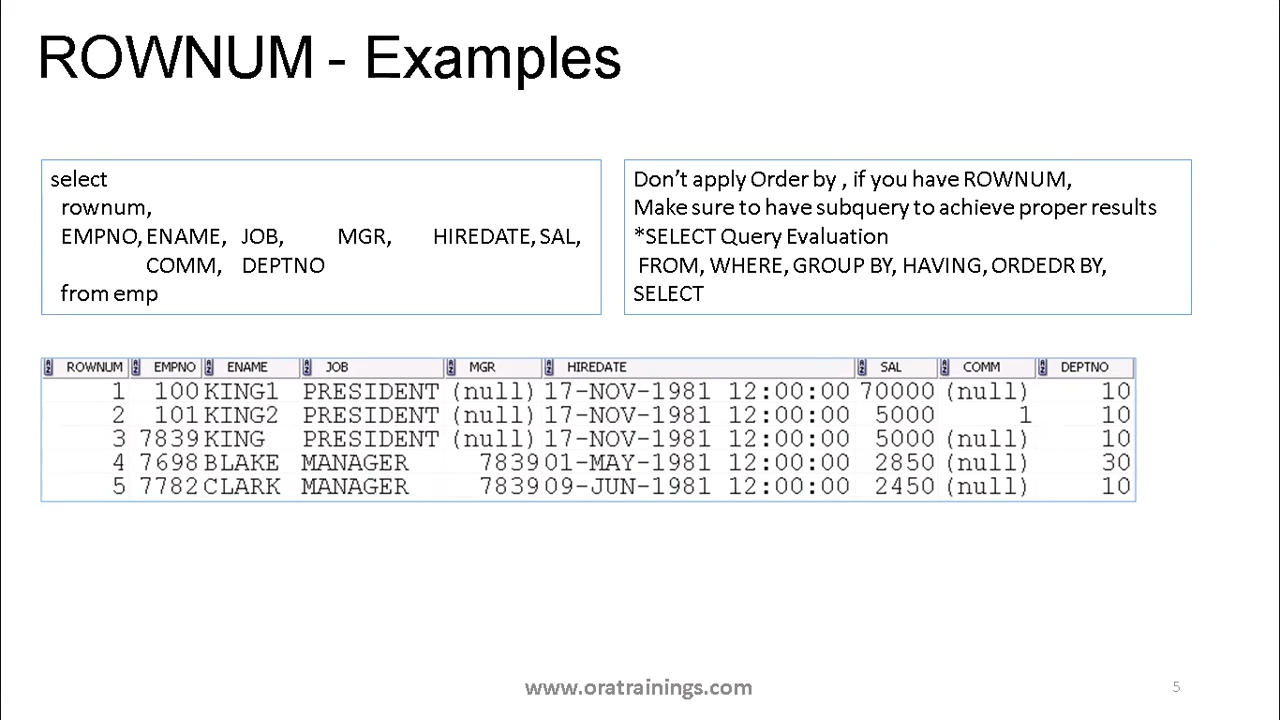 ROWNUM - Examples
select
rownum,
EMPNO, ENAME, JOB, MGR, HIREDATE, SAL,
COMM, DEPTNO
from emp
Don't apply Order by , if you have ROWNUM,
Make sure to have subquery to achieve proper results
*SELECT Query Evaluation
FROM, WHERE, GROUP BY, HAVING, ORDEDR BY,
SELECT
ROWNUM EMPNO ENAME JOB MGR HIREDATE SAL COMM DEPTNO
1 100 KING1 PRESIDENT (null) 17-NOV-1981 12:00:00 70000 (null) 10
2 101 KING2 PRESIDENT (null) 17-NOV-1981 12:00:00 5000 1 10
3 7839 KING PRESIDENT (null) 17-NOV-1981 12:00:00 5000 (null) 10
4 7698 BLAKE MANAGER 7839 01-MAY-1981 12:00:00 2850 (null) 30
5 7782 CLARK MANAGER 7839 09-JUN-1981 12:00:00 2450 (null) 10
www.oratrainings.com
5